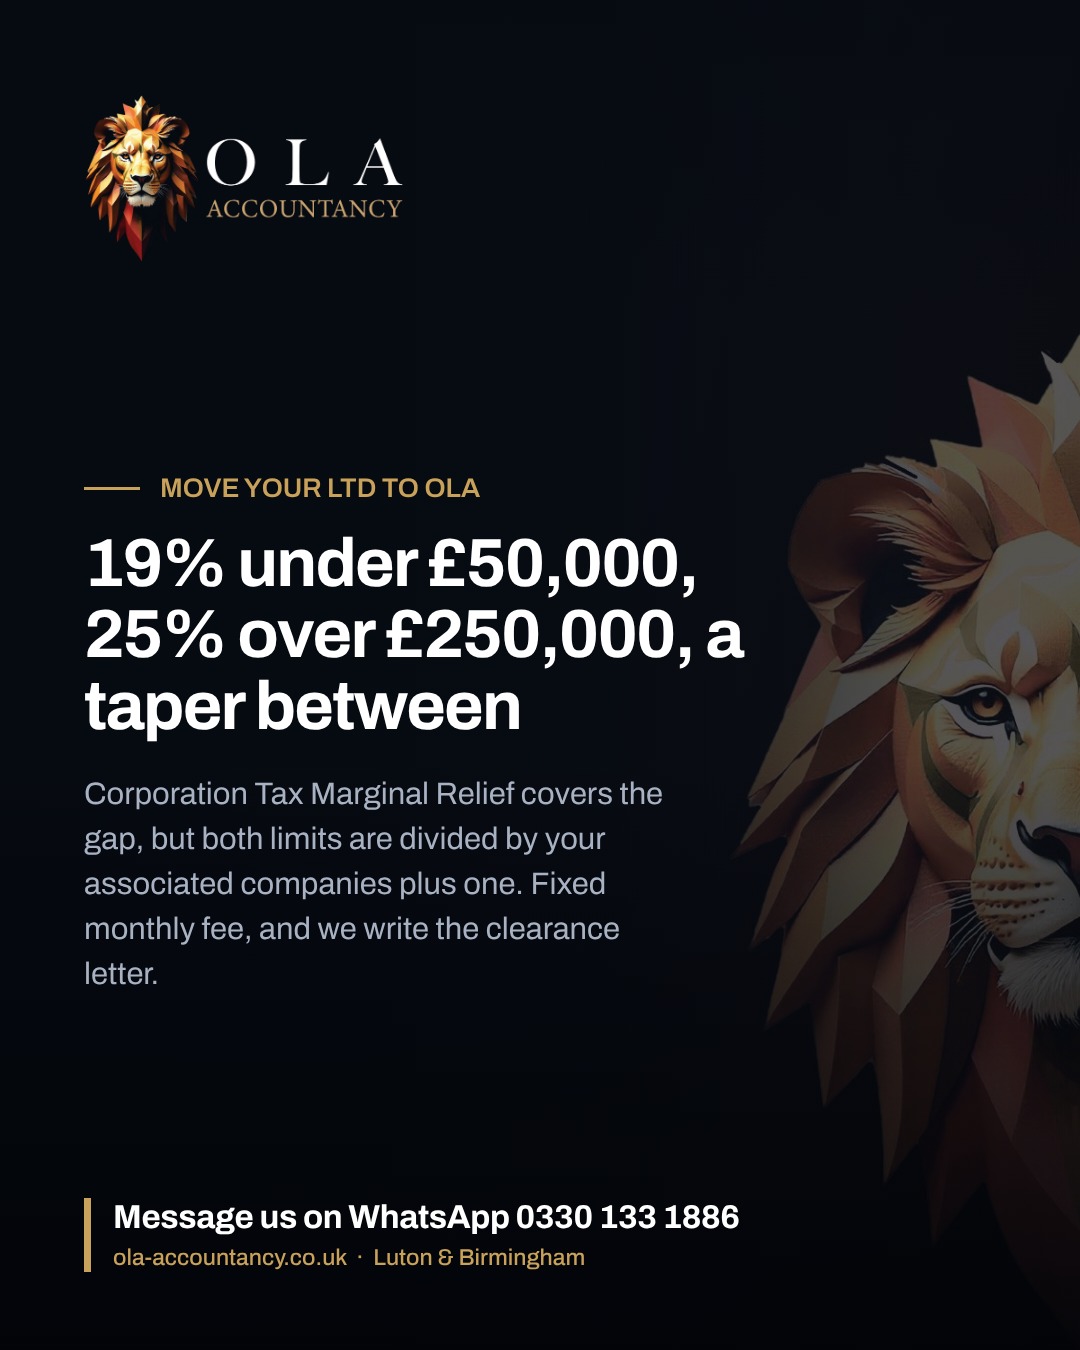 OLA
ACCOUNTANCY
MOVE YOUR LTD TO OLA
19% under £50,000,
25% over £250,000, a
taper between
Corporation Tax Marginal Relief covers the
gap, but both limits are divided by your
associated companies plus one. Fixed
monthly fee, and we write the clearance
letter.
Message us on WhatsApp 0330 133 1886
ola-accountancy.co.uk · Luton & Birmingham